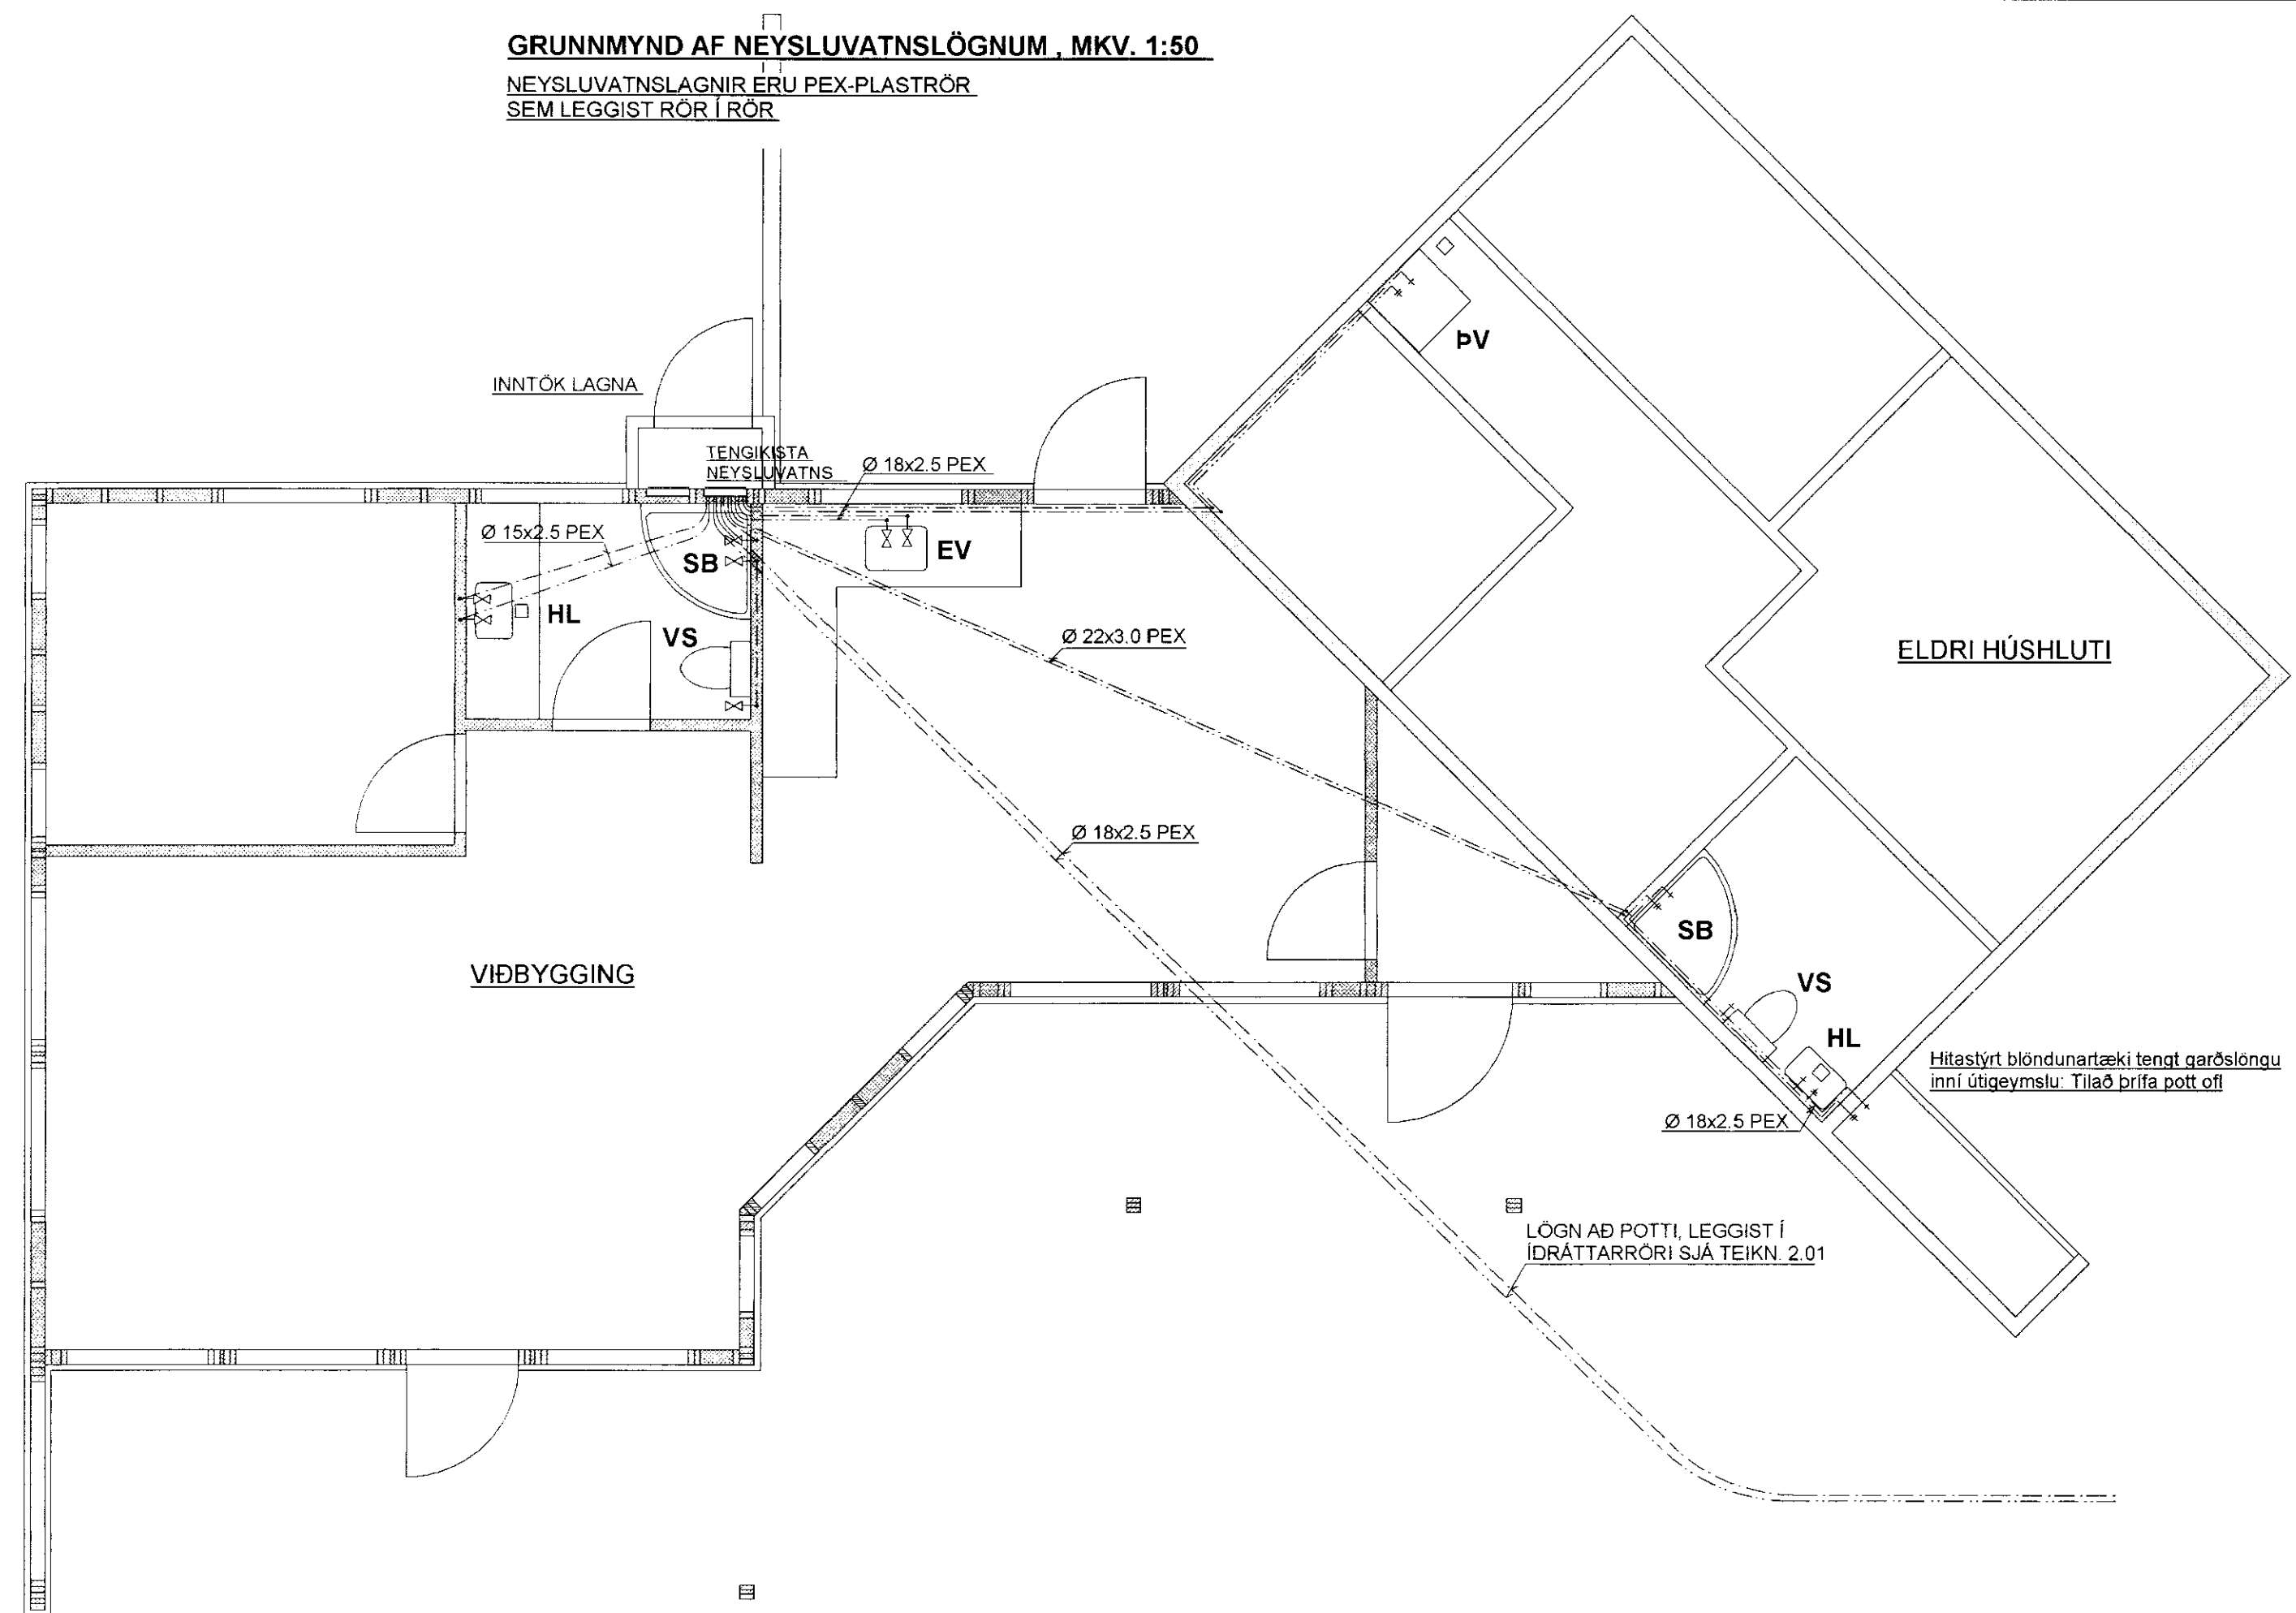 GRUNNMYND AF NEYSLUVATNSLÖGNUM , MKV. 1:50
NEYSLUVATNSLAGNIR ERU PEX-PLASTRÖR
SEM LEGGIST RÖR Í RÖR
ÞV
INNTÖK LAGNA
TENGIKISTA
NEYSLUVATNS
Ø 18x2.5 PEX
Ø 15x2.5 PEX
SB
EV
HL
VS
Ø 22x3.0 PEX
ELDRI HÚSHLUTI
Ø 18x2.5 PEX
SB
VIÐBYGGING
VS
HL
Hitastýrt blöndunartæki tengt garðslöngu
inní útigeymslu: Tilað þrífa pott ofl
Ø 18x2.5 PEX
LÖGN AÐ POTTI, LEGGIST Í
ÍDRÁTTARRÖRI SJÁ TEIKN. 2.01